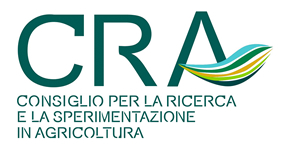 CRA
CONSIGLIO PER LA RICERCA
E LA SPERIMENTAZIONE
IN AGRICOLTURA